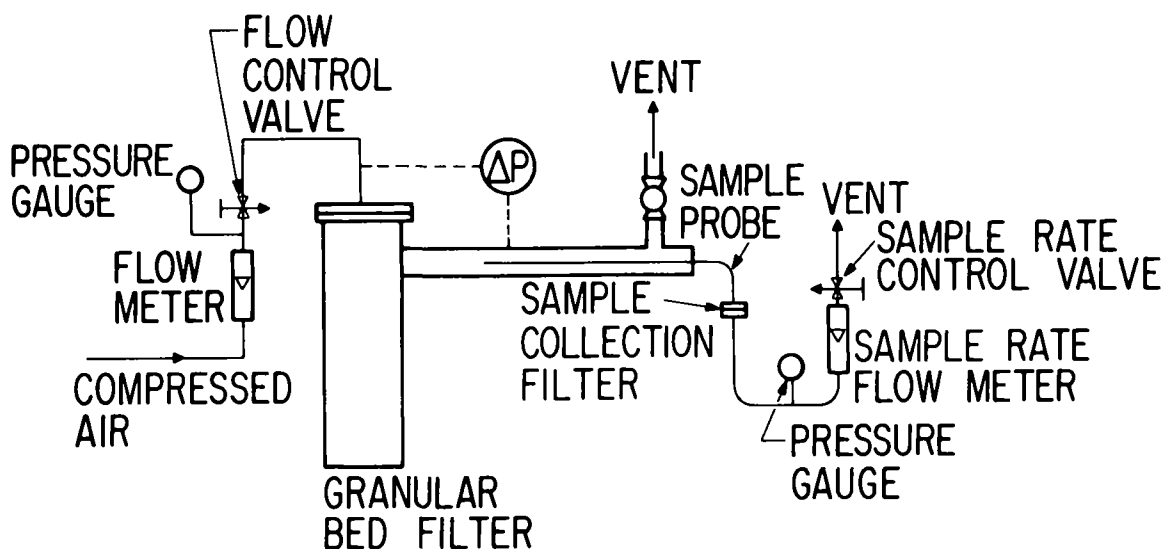 FLOW
CONTROL
VALVE
PRESSURE
GAUGE
FLOW
METER
COMPRESSED
AIR
GRANULAR
BED FILTER
ΔP
VENT
SAMPLE
PROBE
SAMPLE
COLLECTION
FILTER
VENT
SAMPLE RATE
CONTROL VALVE
SAMPLE RATE
FLOW METER
PRESSURE
GAUGE